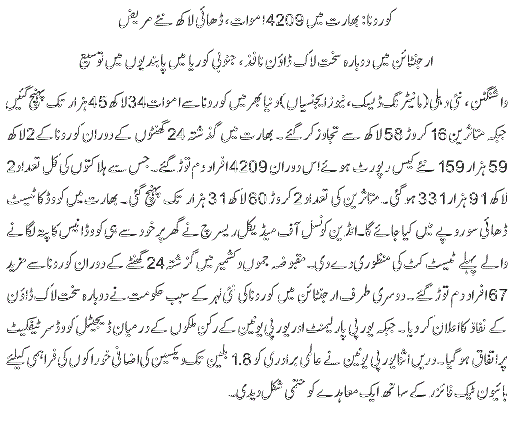 کورونا: بھارت میں 4209 اموات، ڈھائی لاکھ نئے مریض
ارجنٹائن میں دوبارہ سخت لاک ڈاؤن نافذ، جنوبی کوریا میں پابندیوں میں توسیع
واشنگٹن، نئی دہلی (مانیٹرنگ ڈیسک، نیوز ایجنسیاں) دنیا بھر میں کورونا سے اموات 34 لاکھ 45 ہزار تک پہنچ گئیں
جبکہ متاثرین 16 کروڑ 58 لاکھ سے تجاوز کر گئے۔ بھارت میں گذشتہ 24 گھنٹوں کے دوران کورونا کے 2 لاکھ
59 ہزار 159 نئے کیس رپورٹ ہوئے اس دوران 4209 افراد دم توڑ گئے۔ جس سے ہلاکتوں کی کل تعداد 2
لاکھ 91 ہزار 331 ہو گئی۔ متاثرین کی تعداد 2 کروڑ 60 لاکھ 31 ہزار تک پہنچ گئی۔ بھارت میں کووڈ کا ٹیسٹ
ڈھائی سو روپے میں کیا جائے گا۔ انڈین کونسل آف میڈیکل ریسرچ نے گھر پر خود سے ہی کووڈ انیس کا پتہ لگانے
والے پہلے ٹیسٹ کٹ کی منظوری دے دی۔ مقبوضہ جموں و کشمیر میں گزشتہ 24 گھنٹے کے دوران کورونا سے مزید
67 افراد دم توڑ گئے۔ دوسری طرف ارجنٹائن میں کورونا کی نئی لہر کے سبب حکومت نے دوبارہ سخت لاک ڈاؤن
کے نفاذ کا اعلان کر دیا۔ جبکہ یورپی پارلیمنٹ اور یورپی یونین کے رکن ملکوں کے درمیان ڈیجیٹل کووڈ سرٹیفکیٹ
پر اتفاق ہو گیا۔ دریں اثنا یورپی یونین نے عالمی برادری کو 1.8 بلین تک ویکسین کی اضافی خوراکوں کی فراہمی کیلئے
بائیون ٹیک فائزر کے ساتھ ایک معاہدے کو حتمی شکل دیدی۔